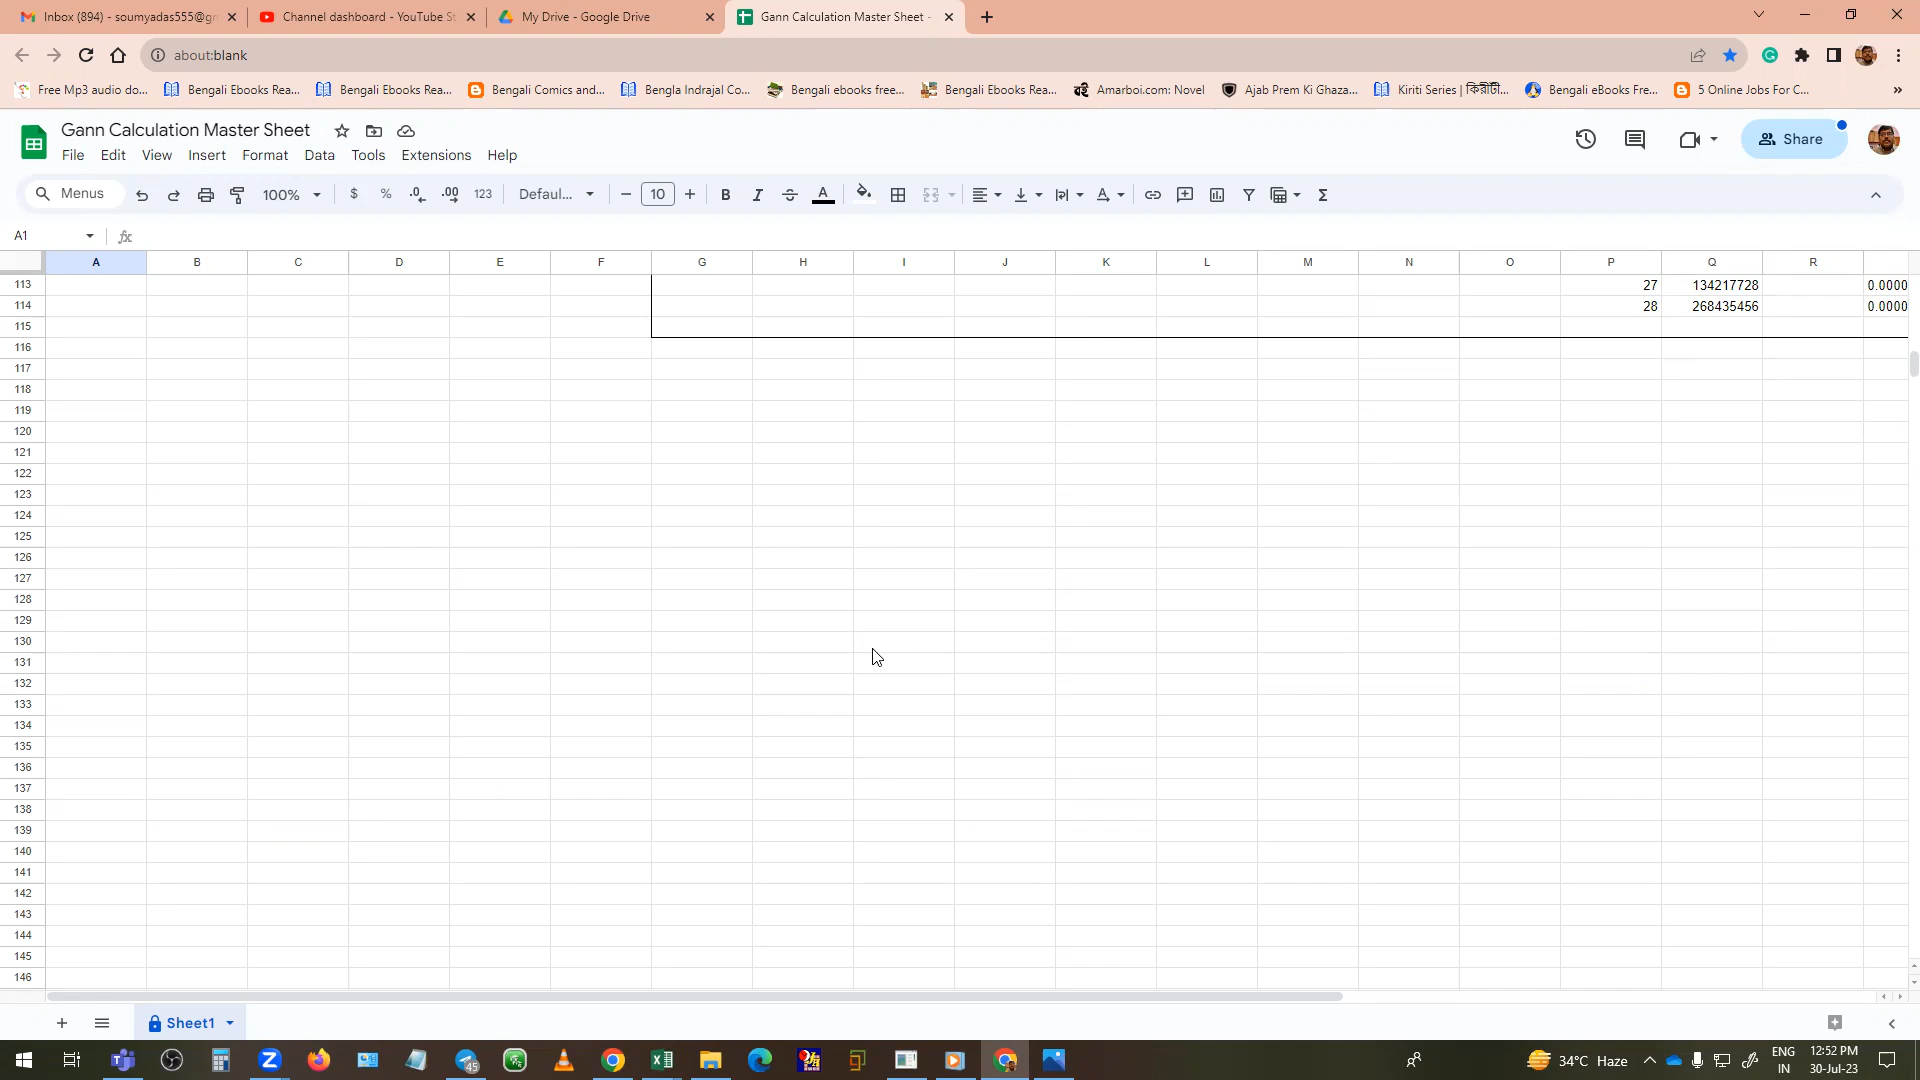 Inbox (894) - soumyadas555@gr
Channel dashboard - YouTube St
My Drive - Google Drive
Gann Calculation Master Sheet -
about:blank
Free Mp3 audio do...
Bengali Ebooks Rea...
Bengali Ebooks Rea...
Bengali Comics and...
Bengla Indrajal Co...
Bengali ebooks free...
Bengali Ebooks Rea...
Amarboi.com: Novel
Ajab Prem Ki Ghaza...
Kiriti Series | কিরীটী...
Bengali eBooks Fre...
5 Online Jobs For C...
»
Gann Calculation Master Sheet
File Edit View Insert Format Data Tools Extensions Help
Share
Menus
100%
$ % .0 .00 123
Defaul...
− 10 +
B I A
Σ
A1
fx
A B C D E F G H I J K L M N O P Q R
113 27 134217728 0.0000
114 28 268435456 0.0000
115
116
117
118
119
120
121
122
123
124
125
126
127
128
129
130
131
132
133
134
135
136
137
138
139
140
141
142
143
144
145
146
Sheet1
45
34°C Haze
ENG
IN
12:52 PM
30-Jul-23